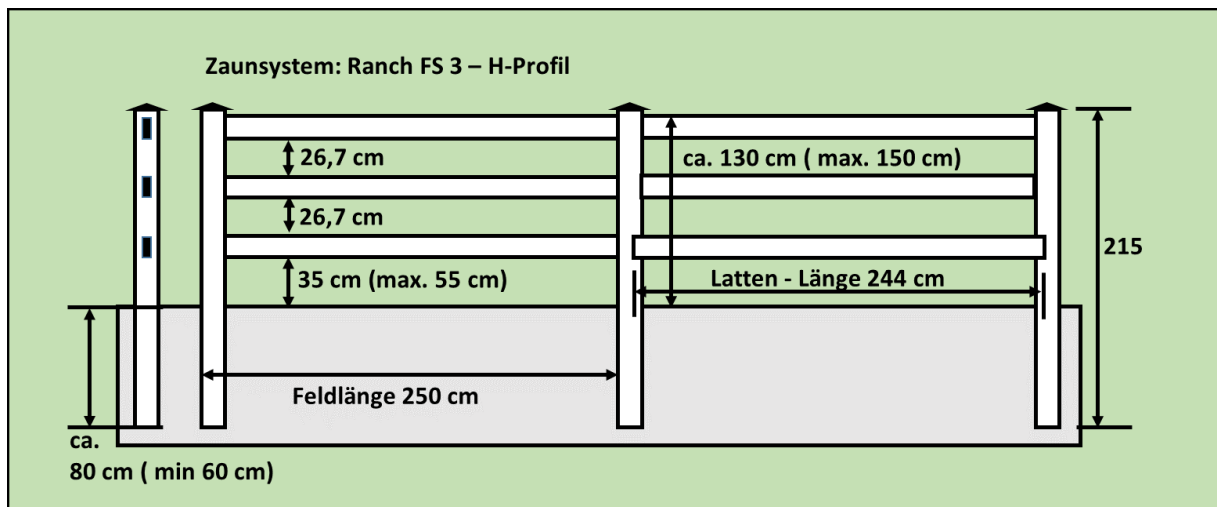 Zaunsystem: Ranch FS 3 – H-Profil
26,7 cm
ca. 130 cm ( max. 150 cm)
26,7 cm
215
35 cm (max. 55 cm)
Latten - Länge 244 cm
Feldlänge 250 cm
ca.
80 cm ( min 60 cm)